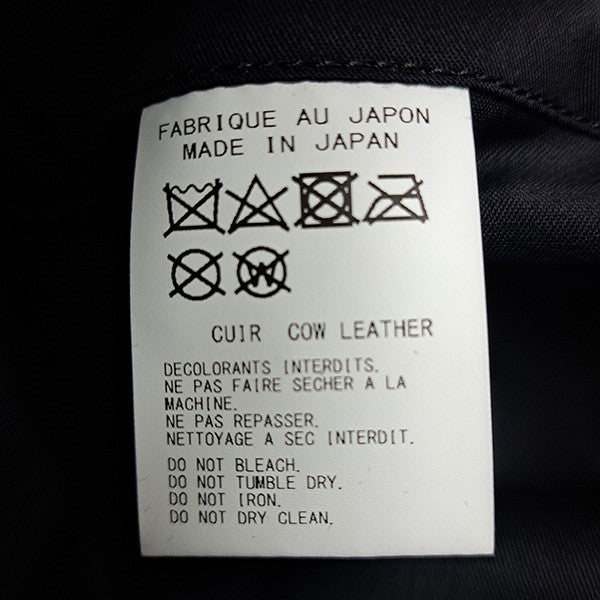 FABRIQUE AU JAPON
MADE IN JAPAN
W
CUIR COW LEATHER
DECOLORANTS INTERDITS.
NE PAS FAIRE SECHER A LA
MACHINE.
NE PAS REPASSER.
NETTOYAGE A SEC INTERDIT.
DO NOT BLEACH.
DO NOT TUMBLE DRY.
DO NOT IRON.
DO NOT DRY CLEAN.